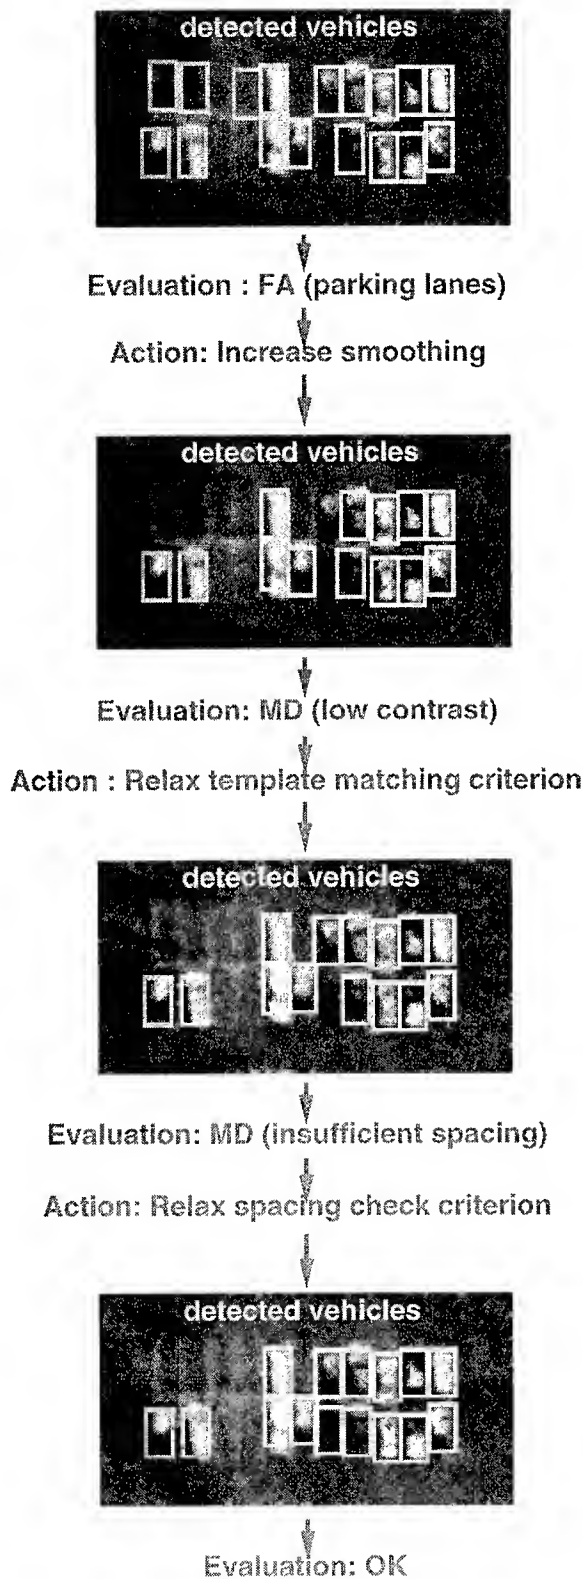 detected vehicles
Evaluation : FA (parking lanes)
Action: Increase smoothing
detected vehicles
Evaluation: MD (low contrast)
Action : Relax template matching criterion
detected vehicles
Evaluation: MD (insufficient spacing)
Action: Relax spacing check criterion
detected vehicles
Evaluation: OK